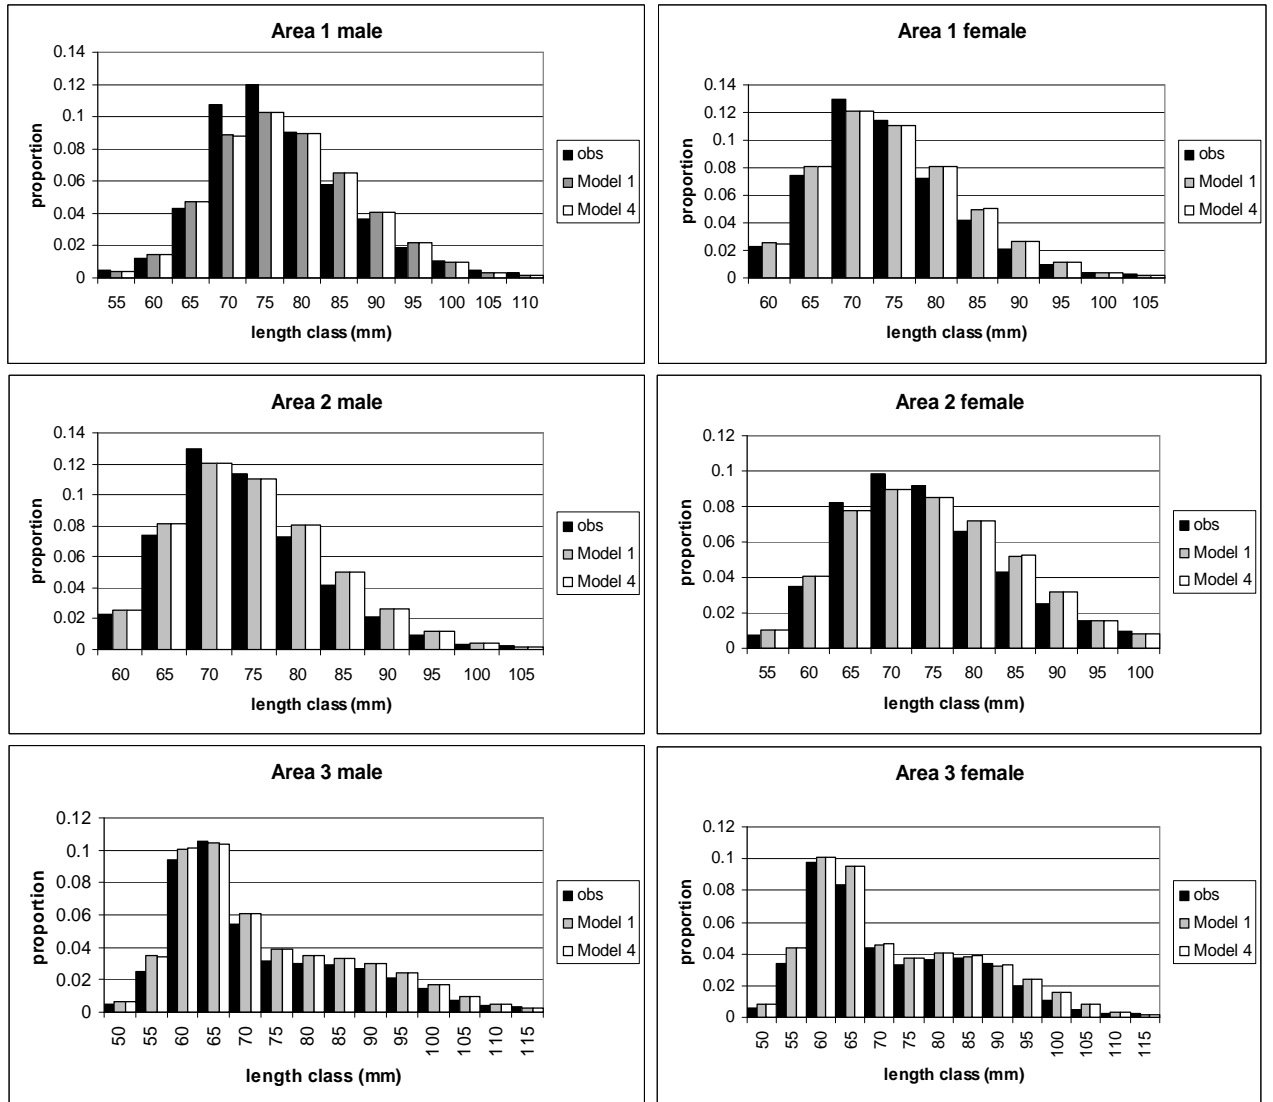 Area 1 male
0.14
0.12
0.1
0.08
0.06
0.04
0.02
0
proportion
55 60 65 70 75 80 85 90 95 100 105 110
length class (mm)
obs
Model 1
Model 4
Area 1 female
0.14
0.12
0.1
0.08
0.06
0.04
0.02
0
proportion
60 65 70 75 80 85 90 95 100 105
length class (mm)
obs
Model 1
Model 4
Area 2 male
0.14
0.12
0.1
0.08
0.06
0.04
0.02
0
proportion
60 65 70 75 80 85 90 95 100 105
length class (mm)
obs
Model 1
Model 4
Area 2 female
0.12
0.1
0.08
0.06
0.04
0.02
0
proportion
55 60 65 70 75 80 85 90 95 100
length class (mm)
obs
Model 1
Model 4
Area 3 male
0.12
0.1
0.08
0.06
0.04
0.02
0
proportion
50 55 60 65 70 75 80 85 90 95 100 105 110 115
length class (mm)
obs
Model 1
Model 4
Area 3 female
0.12
0.1
0.08
0.06
0.04
0.02
0
proportion
50 55 60 65 70 75 80 85 90 95 100 105 110 115
length class (mm)
obs
Model 1
Model 4